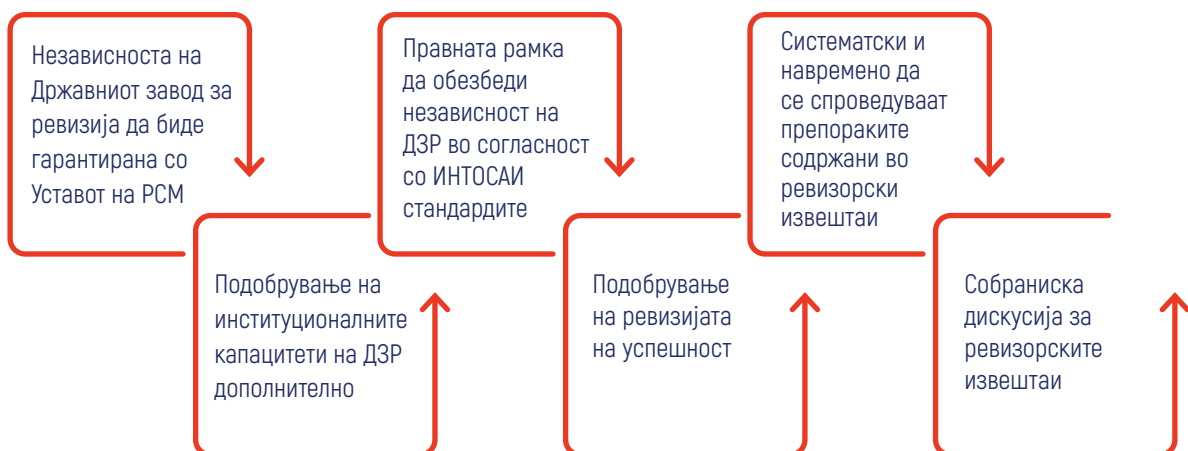 Независноста на
Државниот завод за
ревизија да биде
гарантирана со
Уставот на РСМ
Подобрување на
институционалните
капацитети на ДЗР
дополнително
Правната рамка
да обезбеди
независност на
ДЗР во согласност
со ИНТОСАИ
стандардите
Подобрување
на ревизијата
на успешност
Систематски и
навремено да
се спроведуваат
препораките
содржани во
ревизорски
извештаи
Собраниска
дискусија за
ревизорските
извештаи